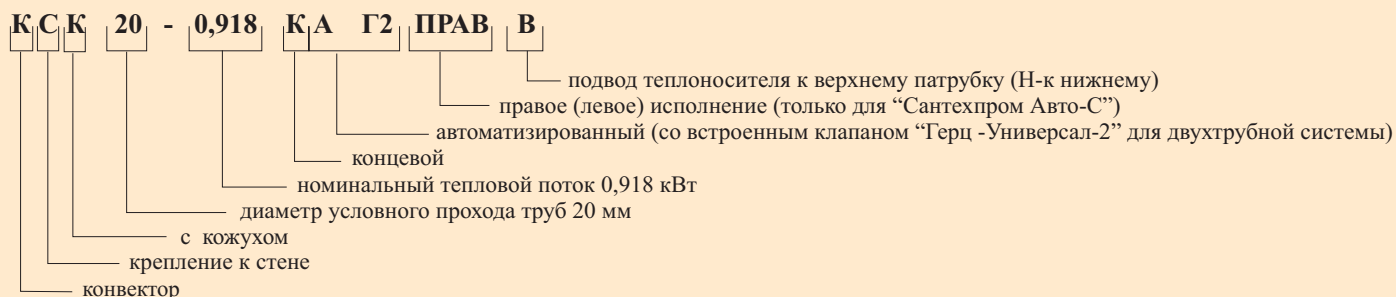 КСК 20 - 0,918 КА Г2 ПРАВ В
подвод теплоносителя к верхнему патрубку (Н-к нижнему)
правое (левое) исполнение (только для “Сантехпром Авто-С”)
автоматизированный (со встроенным клапаном “Герц -Универсал-2” для двухтрубной системы)
концевой
номинальный тепловой поток 0,918 кВт
диаметр условного прохода труб 20 мм
с кожухом
крепление к стене
конвектор